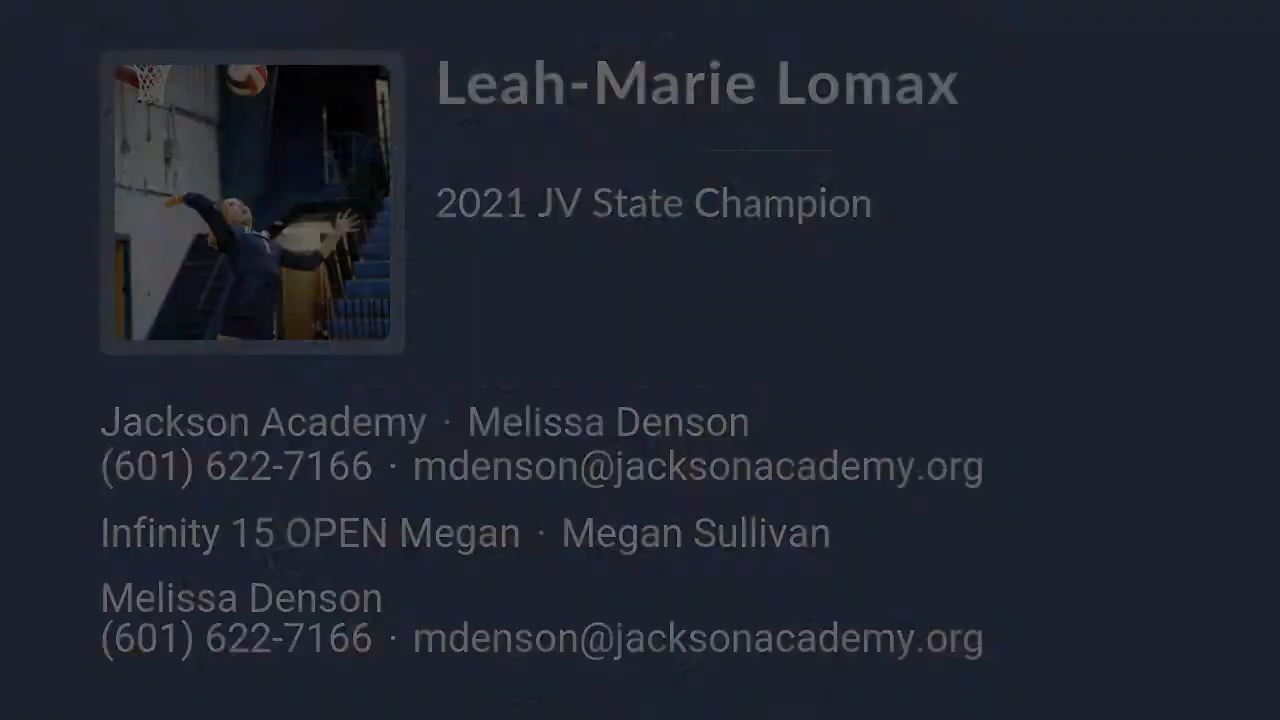 Leah-Marie Lomax
2021 JV State Champion
Jackson Academy · Melissa Denson
(601) 622-7166 · mdenson@jacksonacademy.org
Infinity 15 OPEN Megan · Megan Sullivan
Melissa Denson
(601) 622-7166 · mdenson@jacksonacademy.org